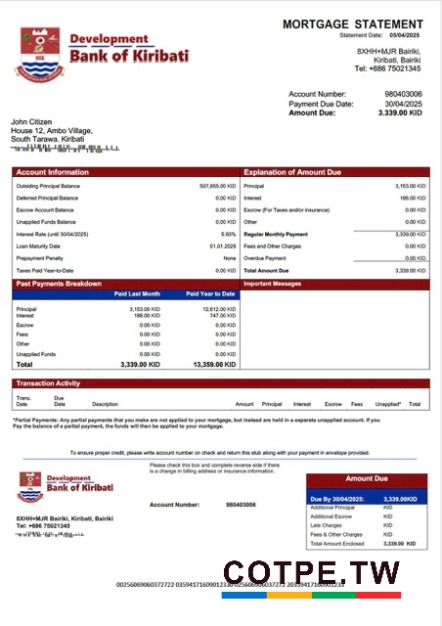 Development
Bank of Kiribati
MORTGAGE STATEMENT
Statement Date: 05/04/2025
8XHH+MJR Bairiki,
Kiribati, Bairiki
Tel: +686 75021345
Account Number: 980403006
Payment Due Date: 30/04/2025
Amount Due: 3.339.00 KID
John Citizen
House 12, Ambo Village,
South Tarawa, Kiribati
Account Information
Outsiding Principal Balance 507,955.00 KID
Deferred Principal Balance 0.00 KID
Escrow Account Balance 0.00 KID
Unapplied Funds Balance 0.00 KID
Interest Rate (until 30/04/2025) 5.93%
Loan Maturity Date 01.01.2025
Prepayment Penalty None
Taxes Paid Year-to-Date 0.00 KID
Explanation of Amount Due
Principal 3,153.00 KID
Interest 186.00 KID
Escrow (For Taxes and/or insurance) 0.00 KID
Other 0.00 KID
Regular Monthly Payment 3,339.00 KID
Fees and Other Charges 0.00 KID
Overdue Payment 0.00 KID
Total Amount Due 3,339.00 KID
Past Payments Breakdown
Paid Last Month Paid Year to Date
Principal 3,153.00 KID 12,612.00 KID
Interest 186.00 KID 747.00 KID
Escrow 0.00 KID 0.00 KID
Fees 0.00 KID 0.00 KID
Other 0.00 KID 0.00 KID
Unapplied Funds 0.00 KID 0.00 KID
Total 3,339.00 KID 13,359.00 KID
Important Messages
Transaction Activity
Trans. Date Due Date Description Amount Principal Interest Escrow Fees Unapplied* Total
*Partial Payments: Any partial payments that you make are not applied to your mortgage, but instead are held in a separate unapplied account. If you
Pay the balance of a partial payment, the funds will then be applied to your mortgage.
To ensure proper credit, please write account number on check and return this stub along with your payment in envelope provided.
Development
Bank of Kiribati
8XHH+MJR Bairiki, Kiribati, Bairiki
Tel: +686 75021345
Please check this box and complete reverse side if there
is a change in billing address or insurance information.
Account Number: 980403006
Amount Due
Due By 30/04/2025: 3,339.00KID
Additional Principal KID
Additional Escrow KID
Late Charges KID
Fees & Other Charges KID
Total Amount Enclosed 3,339.00 KID
COTPE.TW